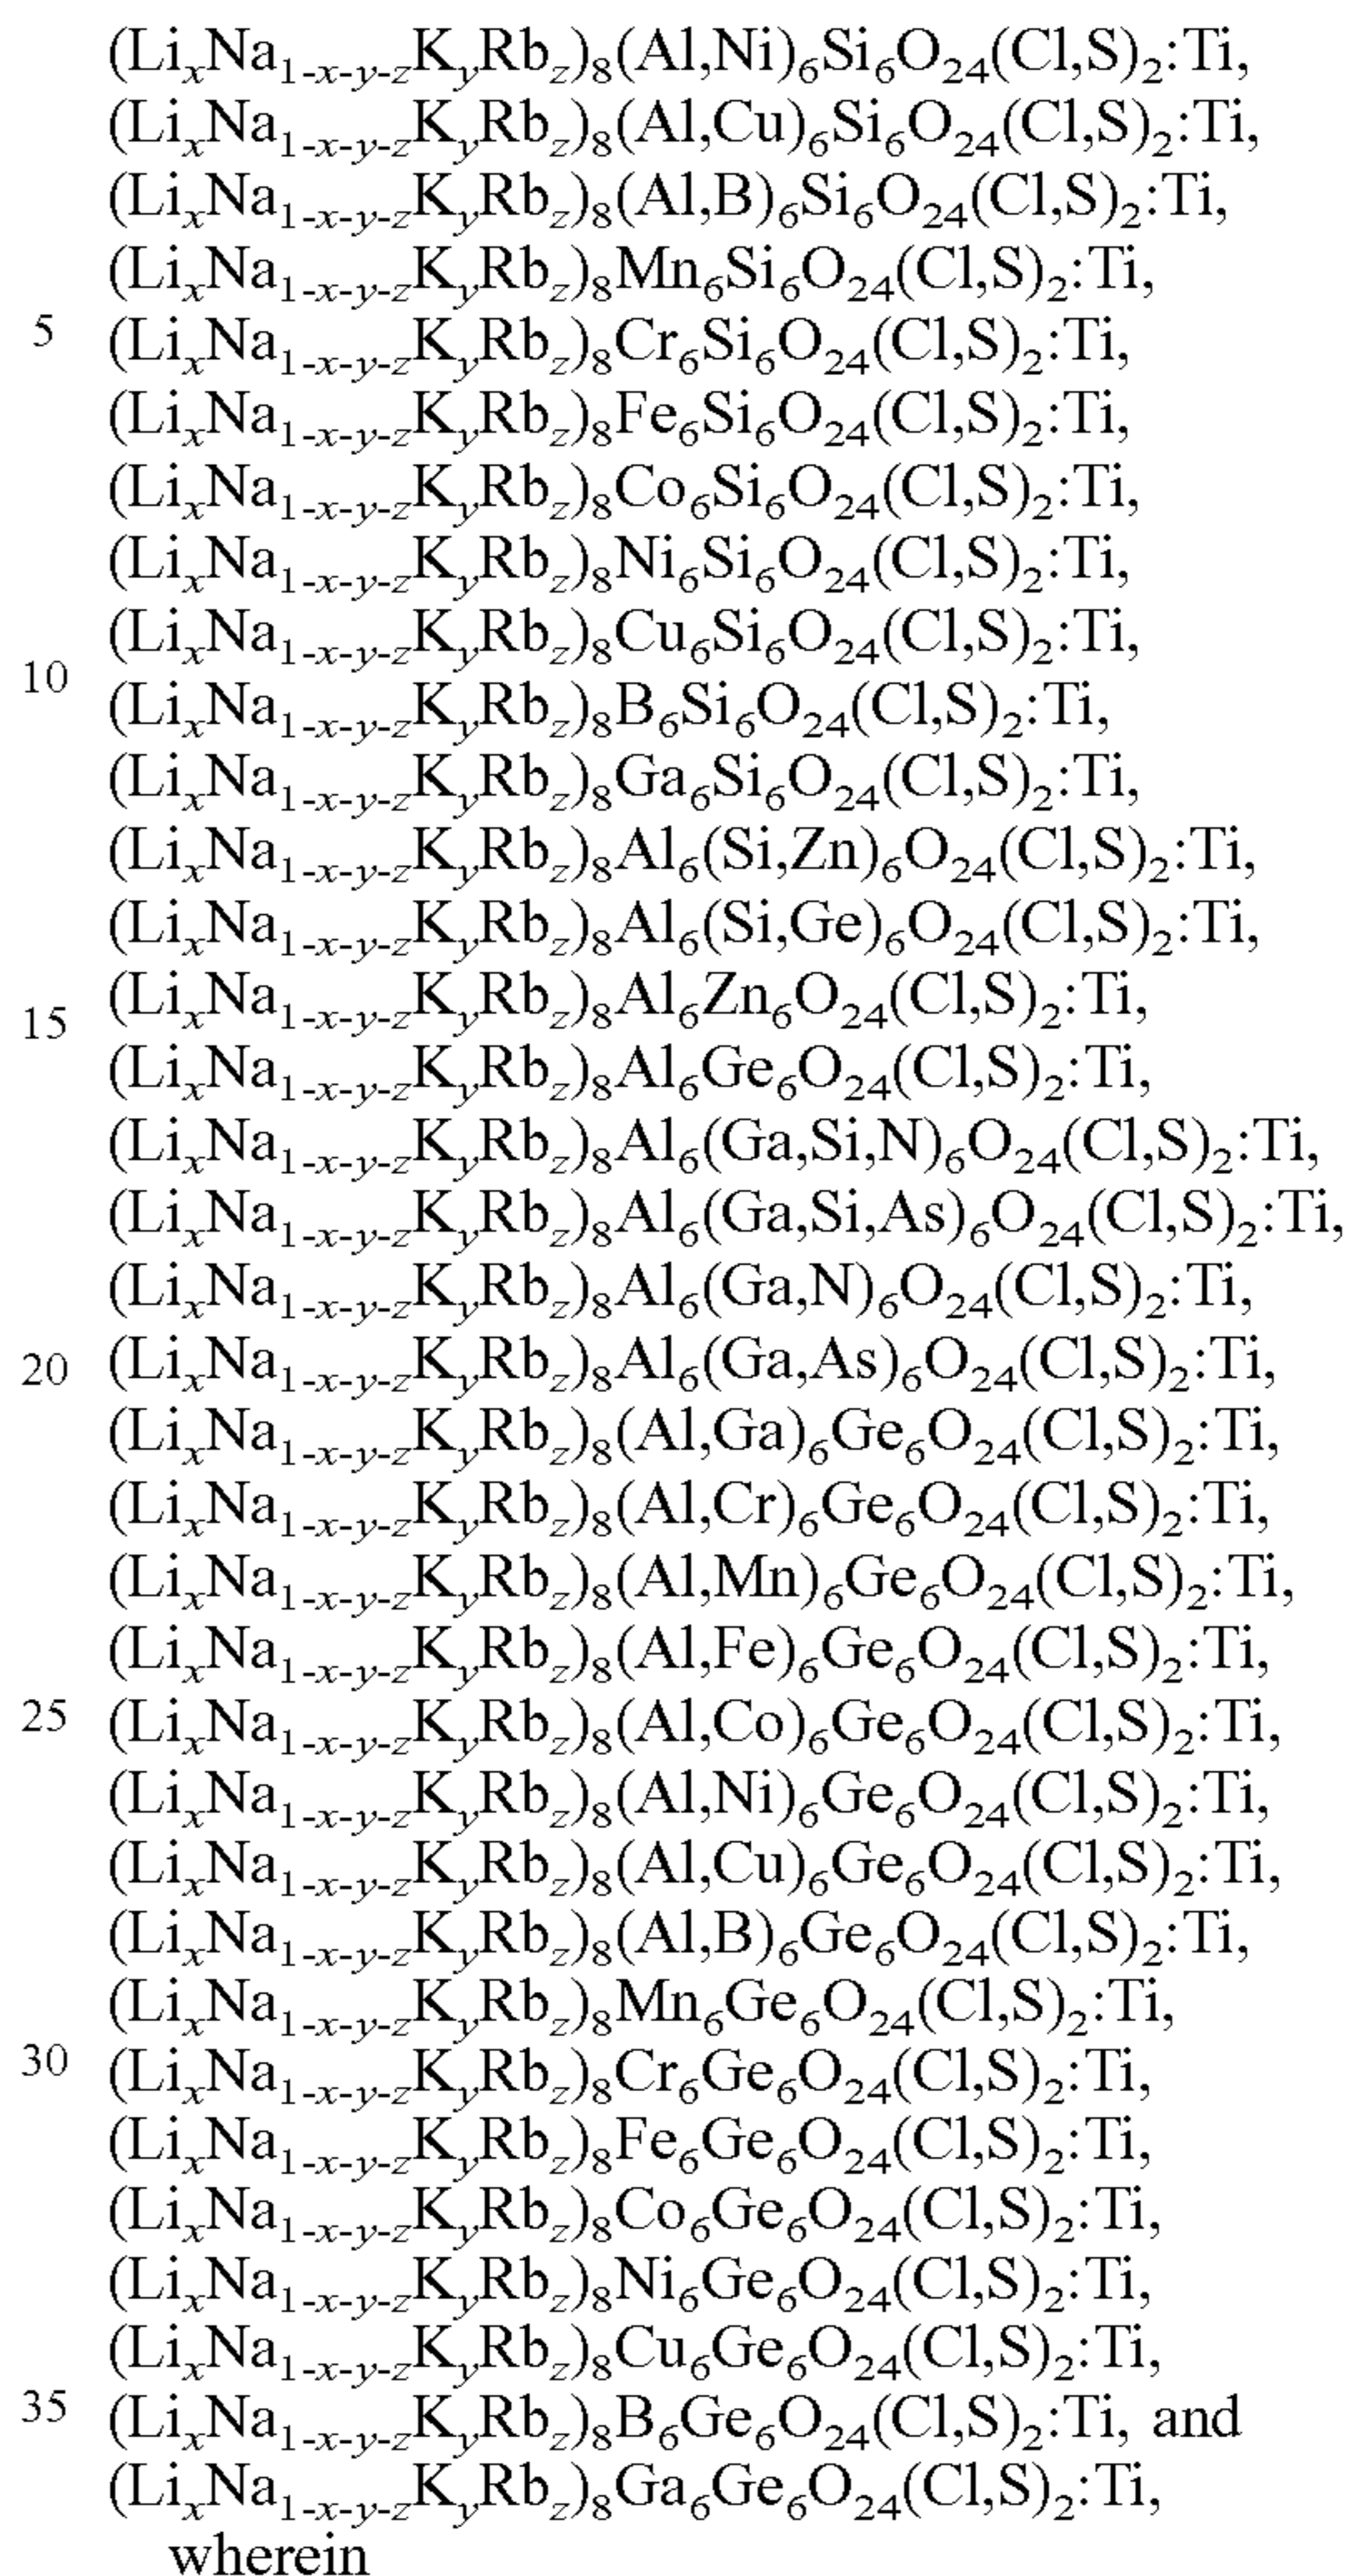 (LiₓNa₁₋ₓ₋y₋zKyRbz)₈(Al,Ni)₆Si₆O₂₄(Cl,S)₂:Ti,
(LiₓNa₁₋ₓ₋y₋zKyRbz)₈(Al,Cu)₆Si₆O₂₄(Cl,S)₂:Ti,
(LiₓNa₁₋ₓ₋y₋zKyRbz)₈(Al,B)₆Si₆O₂₄(Cl,S)₂:Ti,
(LiₓNa₁₋ₓ₋y₋zKyRbz)₈Mn₆Si₆O₂₄(Cl,S)₂:Ti,
5 (LiₓNa₁₋ₓ₋y₋zKyRbz)₈Cr₆Si₆O₂₄(Cl,S)₂:Ti,
(LiₓNa₁₋ₓ₋y₋zKyRbz)₈Fe₆Si₆O₂₄(Cl,S)₂:Ti,
(LiₓNa₁₋ₓ₋y₋zKyRbz)₈Co₆Si₆O₂₄(Cl,S)₂:Ti,
(LiₓNa₁₋ₓ₋y₋zKyRbz)₈Ni₆Si₆O₂₄(Cl,S)₂:Ti,
(LiₓNa₁₋ₓ₋y₋zKyRbz)₈Cu₆Si₆O₂₄(Cl,S)₂:Ti,
10 (LiₓNa₁₋ₓ₋y₋zKyRbz)₈B₆Si₆O₂₄(Cl,S)₂:Ti,
(LiₓNa₁₋ₓ₋y₋zKyRbz)₈Ga₆Si₆O₂₄(Cl,S)₂:Ti,
(LiₓNa₁₋ₓ₋y₋zKyRbz)₈Al₆(Si,Zn)₆O₂₄(Cl,S)₂:Ti,
(LiₓNa₁₋ₓ₋y₋zKyRbz)₈Al₆(Si,Ge)₆O₂₄(Cl,S)₂:Ti,
15 (LiₓNa₁₋ₓ₋y₋zKyRbz)₈Al₆Zn₆O₂₄(Cl,S)₂:Ti,
(LiₓNa₁₋ₓ₋y₋zKyRbz)₈Al₆Ge₆O₂₄(Cl,S)₂:Ti,
(LiₓNa₁₋ₓ₋y₋zKyRbz)₈Al₆(Ga,Si,N)₆O₂₄(Cl,S)₂:Ti,
(LiₓNa₁₋ₓ₋y₋zKyRbz)₈Al₆(Ga,Si,As)₆O₂₄(Cl,S)₂:Ti,
(LiₓNa₁₋ₓ₋y₋zKyRbz)₈Al₆(Ga,N)₆O₂₄(Cl,S)₂:Ti,
20 (LiₓNa₁₋ₓ₋y₋zKyRbz)₈Al₆(Ga,As)₆O₂₄(Cl,S)₂:Ti,
(LiₓNa₁₋ₓ₋y₋zKyRbz)₈(Al,Ga)₆Ge₆O₂₄(Cl,S)₂:Ti,
(LiₓNa₁₋ₓ₋y₋zKyRbz)₈(Al,Cr)₆Ge₆O₂₄(Cl,S)₂:Ti,
(LiₓNa₁₋ₓ₋y₋zKyRbz)₈(Al,Mn)₆Ge₆O₂₄(Cl,S)₂:Ti,
(LiₓNa₁₋ₓ₋y₋zKyRbz)₈(Al,Fe)₆Ge₆O₂₄(Cl,S)₂:Ti,
25 (LiₓNa₁₋ₓ₋y₋zKyRbz)₈(Al,Co)₆Ge₆O₂₄(Cl,S)₂:Ti,
(LiₓNa₁₋ₓ₋y₋zKyRbz)₈(Al,Ni)₆Ge₆O₂₄(Cl,S)₂:Ti,
(LiₓNa₁₋ₓ₋y₋zKyRbz)₈(Al,Cu)₆Ge₆O₂₄(Cl,S)₂:Ti,
(LiₓNa₁₋ₓ₋y₋zKyRbz)₈(Al,B)₆Ge₆O₂₄(Cl,S)₂:Ti,
(LiₓNa₁₋ₓ₋y₋zKyRbz)₈Mn₆Ge₆O₂₄(Cl,S)₂:Ti,
30 (LiₓNa₁₋ₓ₋y₋zKyRbz)₈Cr₆Ge₆O₂₄(Cl,S)₂:Ti,
(LiₓNa₁₋ₓ₋y₋zKyRbz)₈Fe₆Ge₆O₂₄(Cl,S)₂:Ti,
(LiₓNa₁₋ₓ₋y₋zKyRbz)₈Co₆Ge₆O₂₄(Cl,S)₂:Ti,
(LiₓNa₁₋ₓ₋y₋zKyRbz)₈Ni₆Ge₆O₂₄(Cl,S)₂:Ti,
(LiₓNa₁₋ₓ₋y₋zKyRbz)₈Cu₆Ge₆O₂₄(Cl,S)₂:Ti,
35 (LiₓNa₁₋ₓ₋y₋zKyRbz)₈B₆Ge₆O₂₄(Cl,S)₂:Ti, and
(LiₓNa₁₋ₓ₋y₋zKyRbz)₈Ga₆Ge₆O₂₄(Cl,S)₂:Ti,
wherein